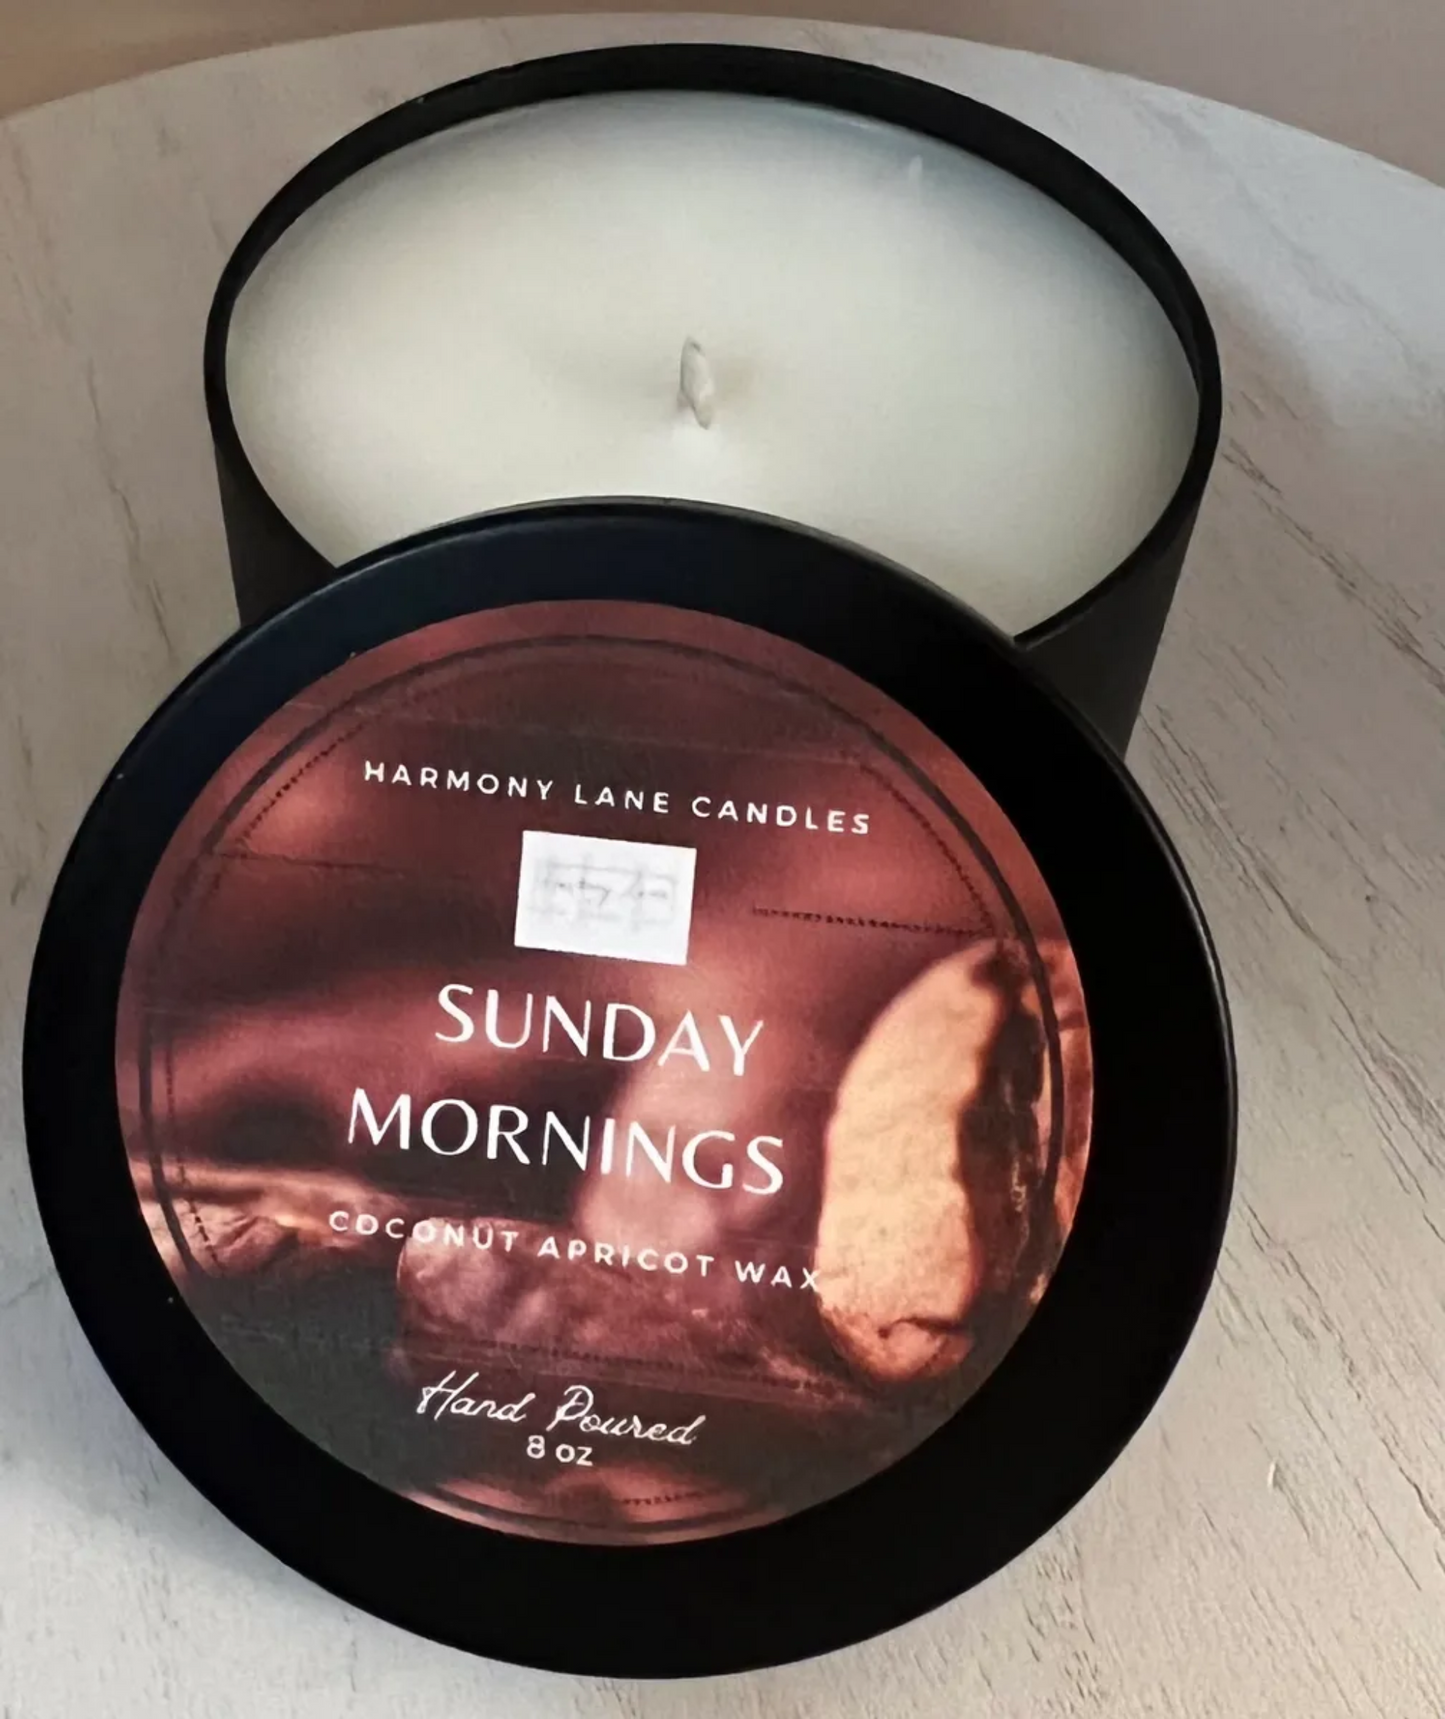 HARMONY LANE CANDLES
SUNDAY
MORNINGS
COCONUT APRICOT WAX
Hand Poured
8 oz